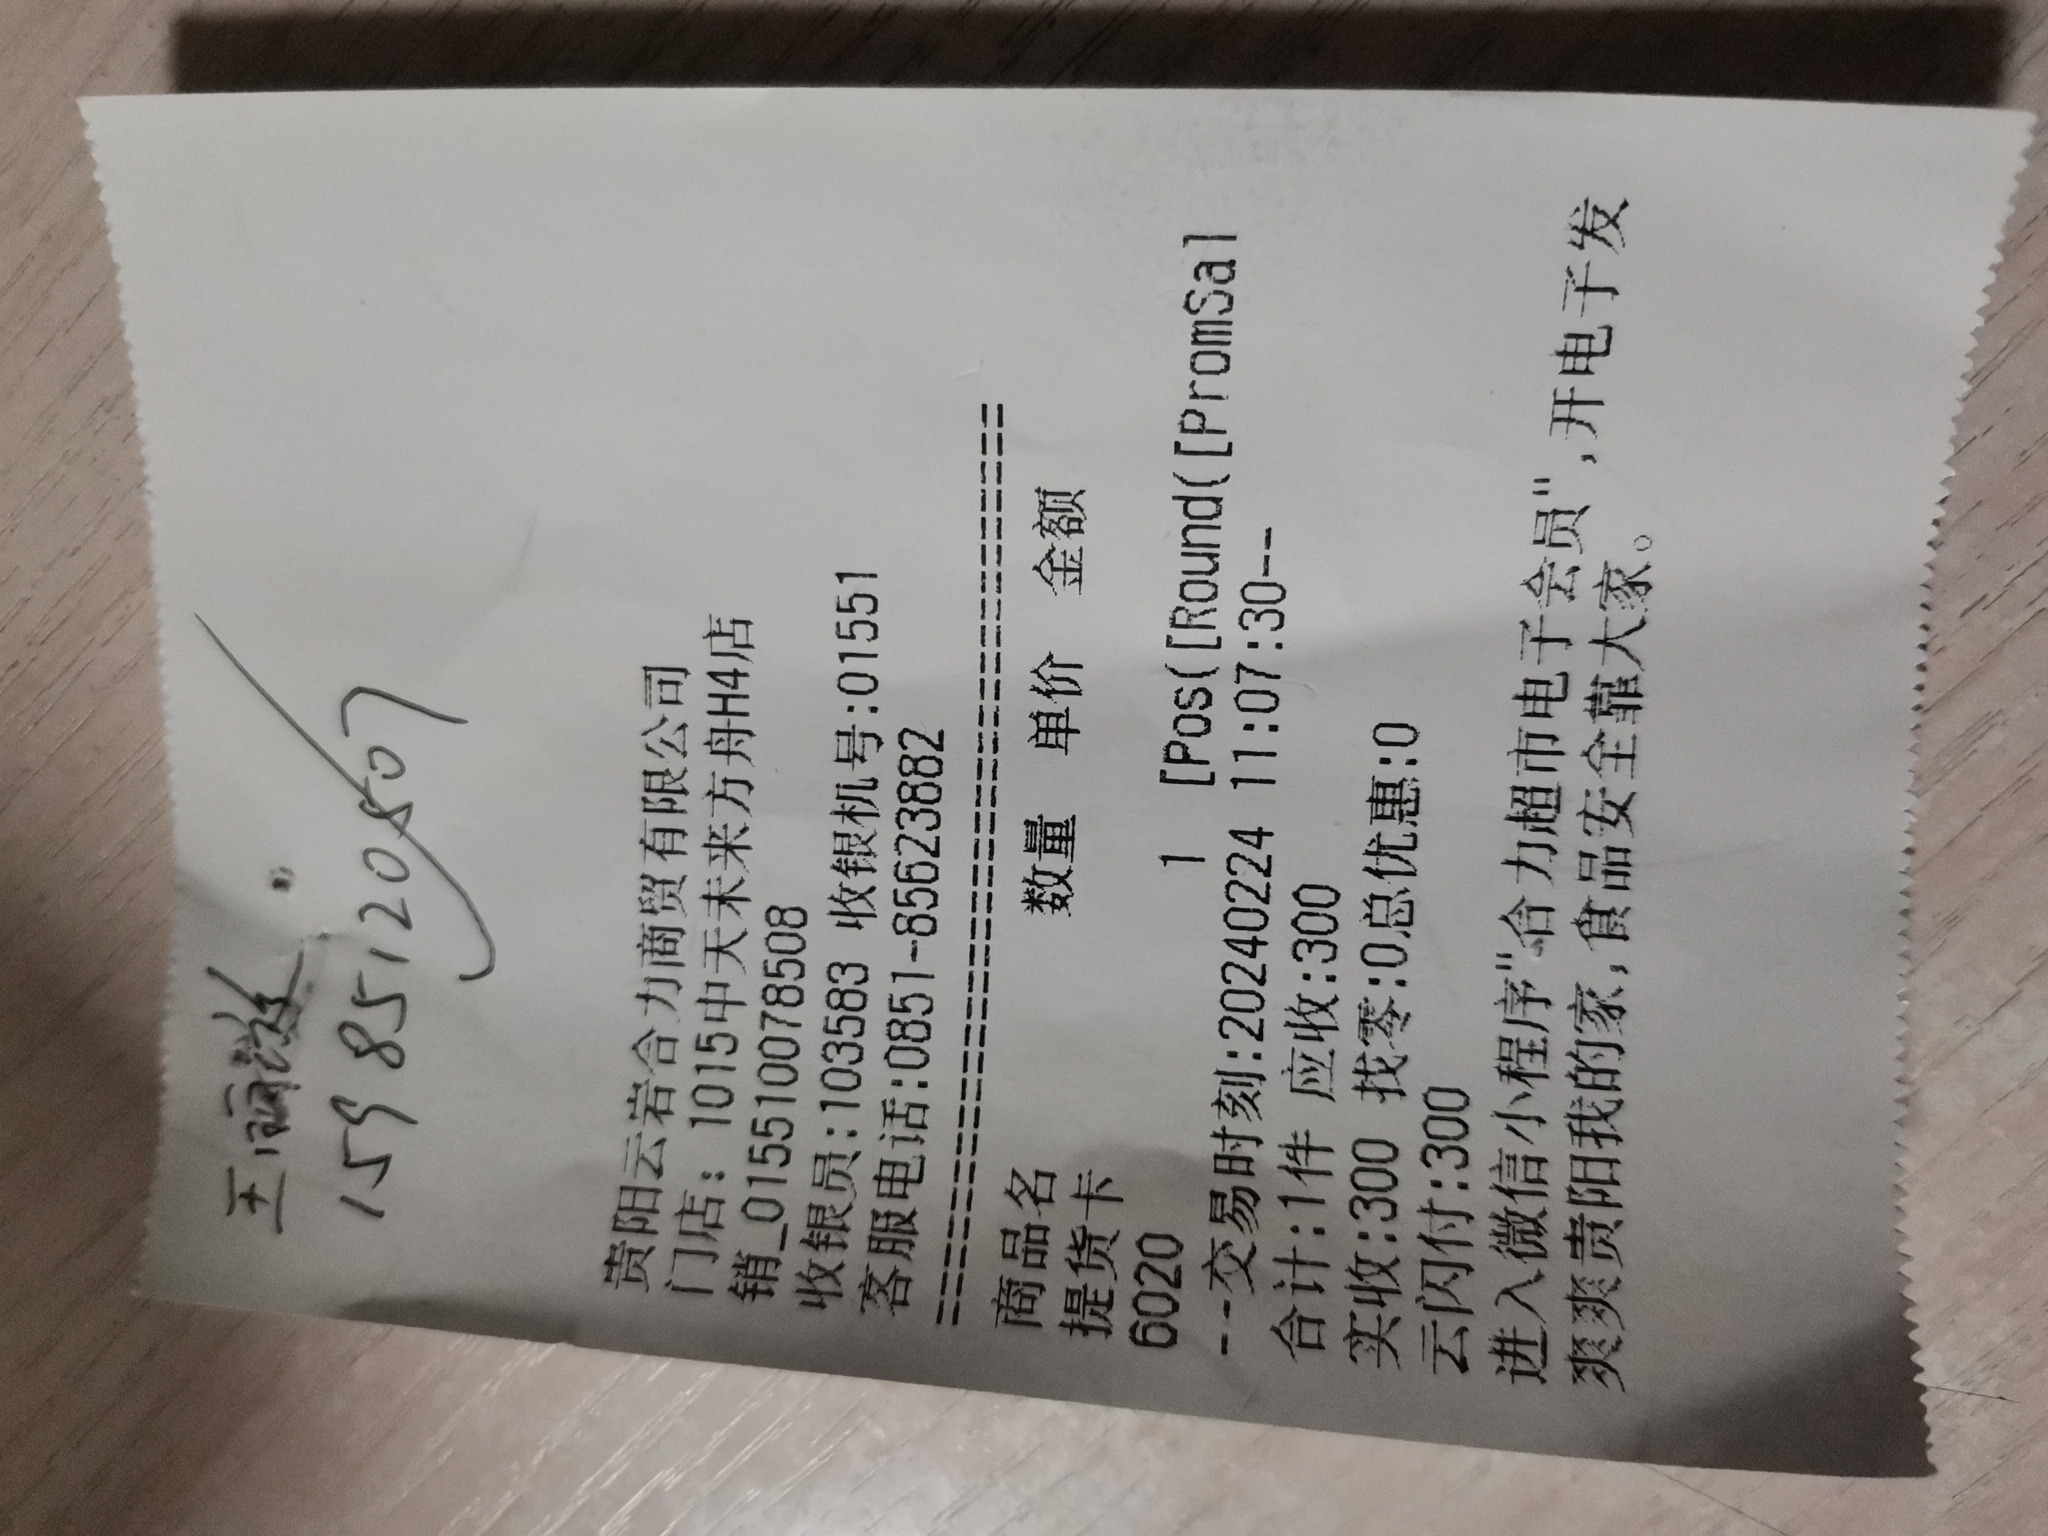 王丽
15985120507
贵阳云岩合力商贸有限公司
门店：1015中天未来方舟H4店
销_015510078508
收银员:103583 收银机号:01551
客服电话:0851-85623882
==================================================
商品名 数量 单价 金额
提货卡
6020 1 [Pos([Round([PromSal
---交易时刻:20240224 11:07:30--
合计:1件 应收:300
实收:300 找零:0总优惠:0
云闪付:300
进入微信小程序"合力超市电子会员",开电子发
爽爽贵阳我的家,食品安全靠大家。